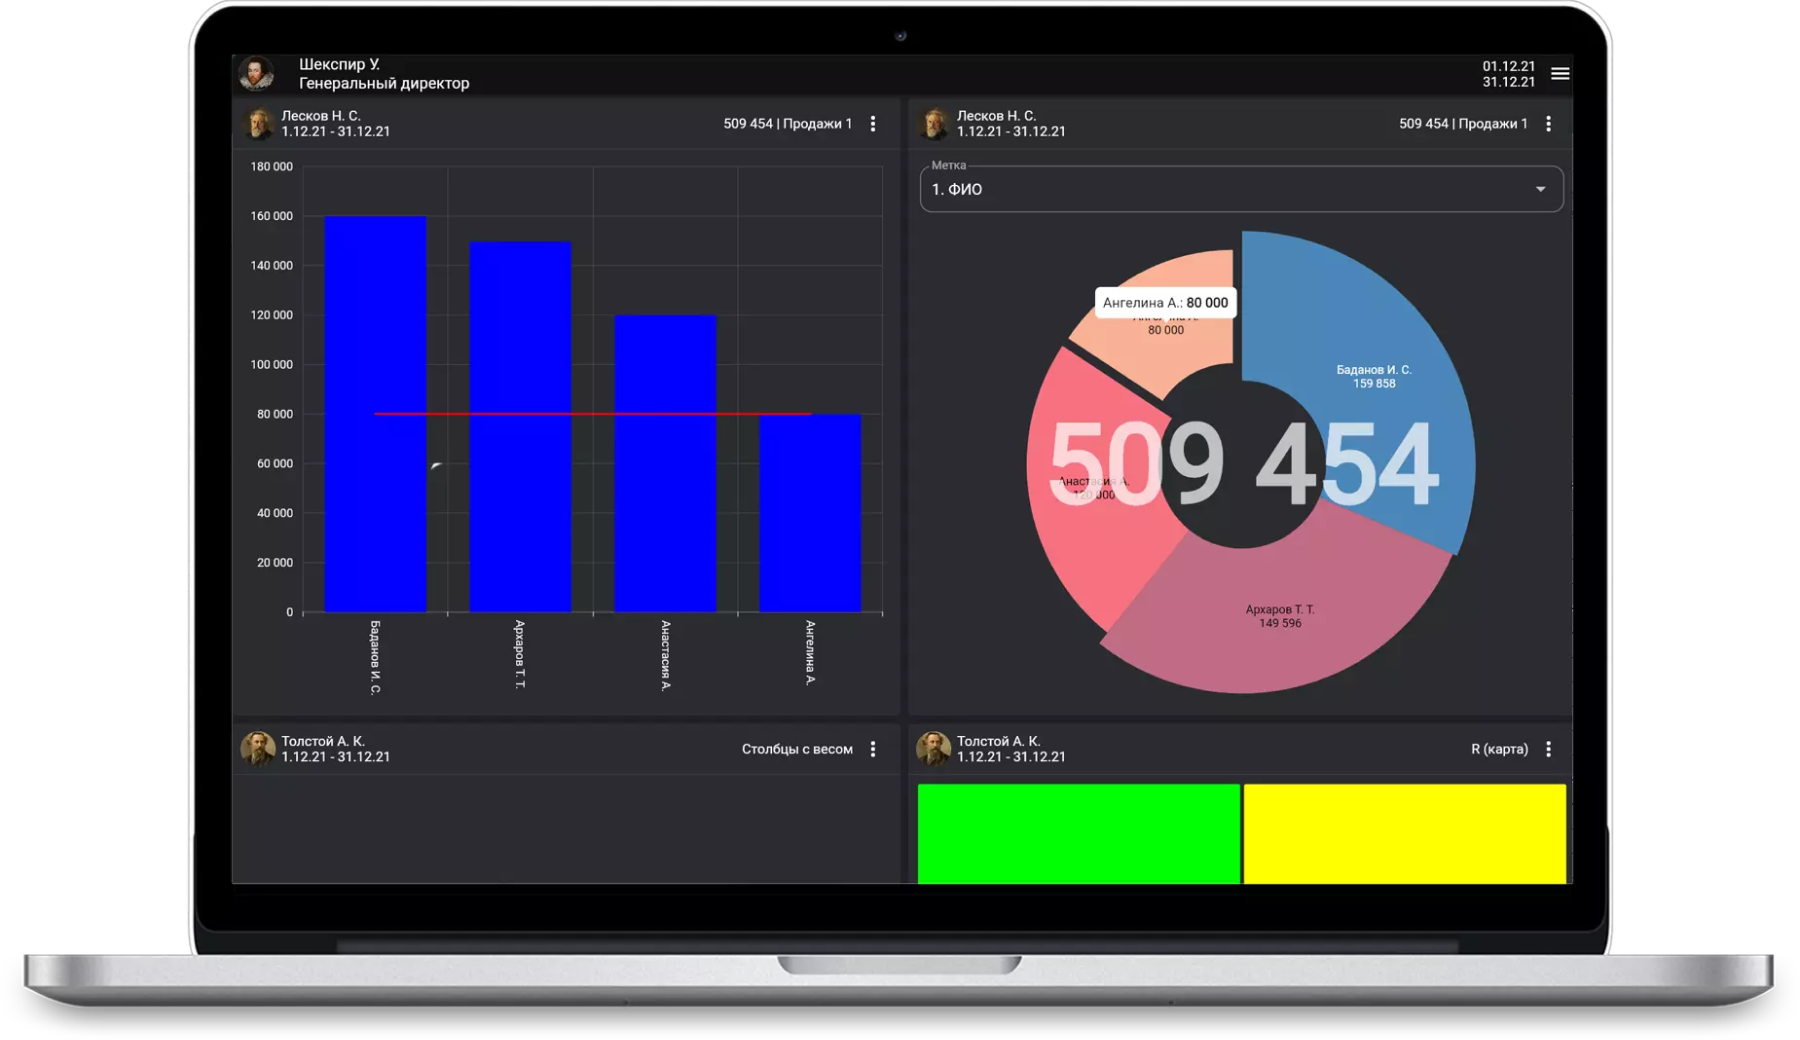 Шекспир У.
Генеральный директор
01.12.21
31.12.21
Лесков Н. С.
1.12.21 - 31.12.21
509 454 | Продажи 1
180 000
160 000
140 000
120 000
100 000
80 000
60 000
40 000
20 000
0
Баданов И. С.
Архаров Т. Т.
Анастасия А.
Ангелина А.
Лесков Н. С.
1.12.21 - 31.12.21
509 454 | Продажи 1
Метка
1. ФИО
Ангелина А.: 80 000
80 000
Баданов И. С.
159 858
509 454
Анастасия А.
120 000
Архаров Т. Т.
149 596
Толстой А. К.
1.12.21 - 31.12.21
Столбцы с весом
Толстой А. К.
1.12.21 - 31.12.21
R (карта)